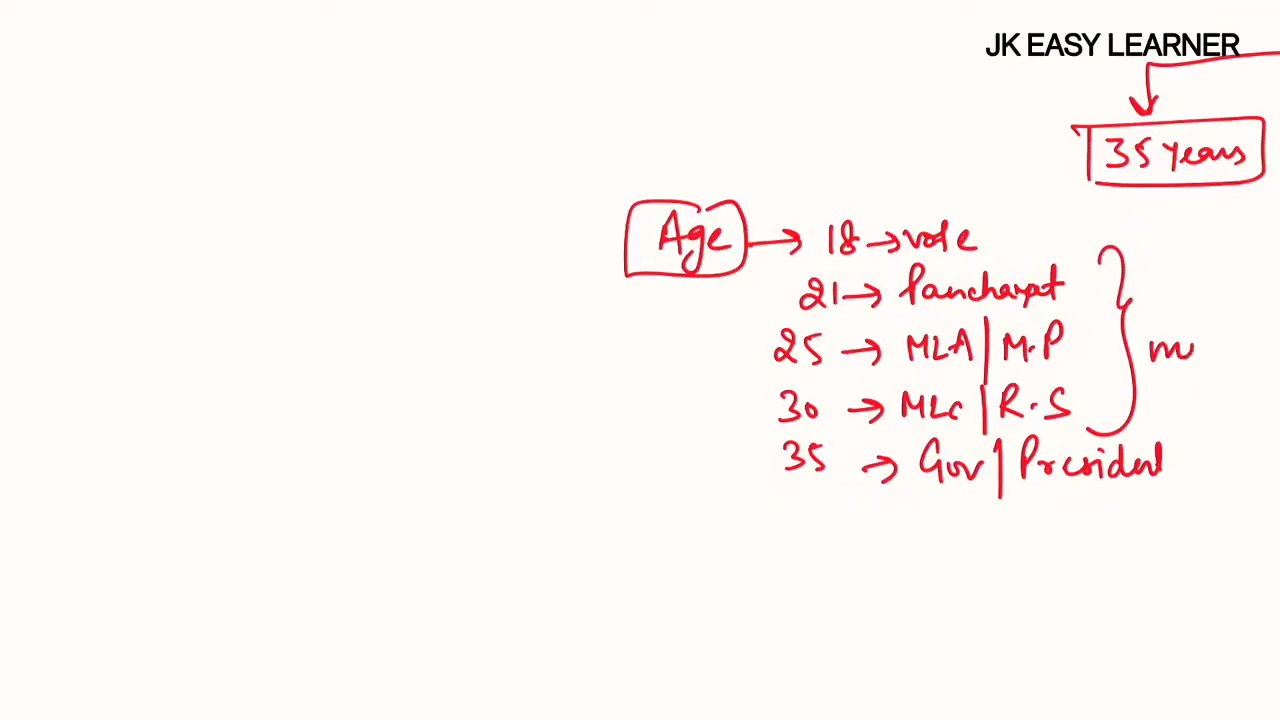 JK EASY LEARNER
35 years
Age → 18 → vote
21 → Panchayat
25 → MLA | M.P
30 → MLC | R.S
35 → Gov | President
m